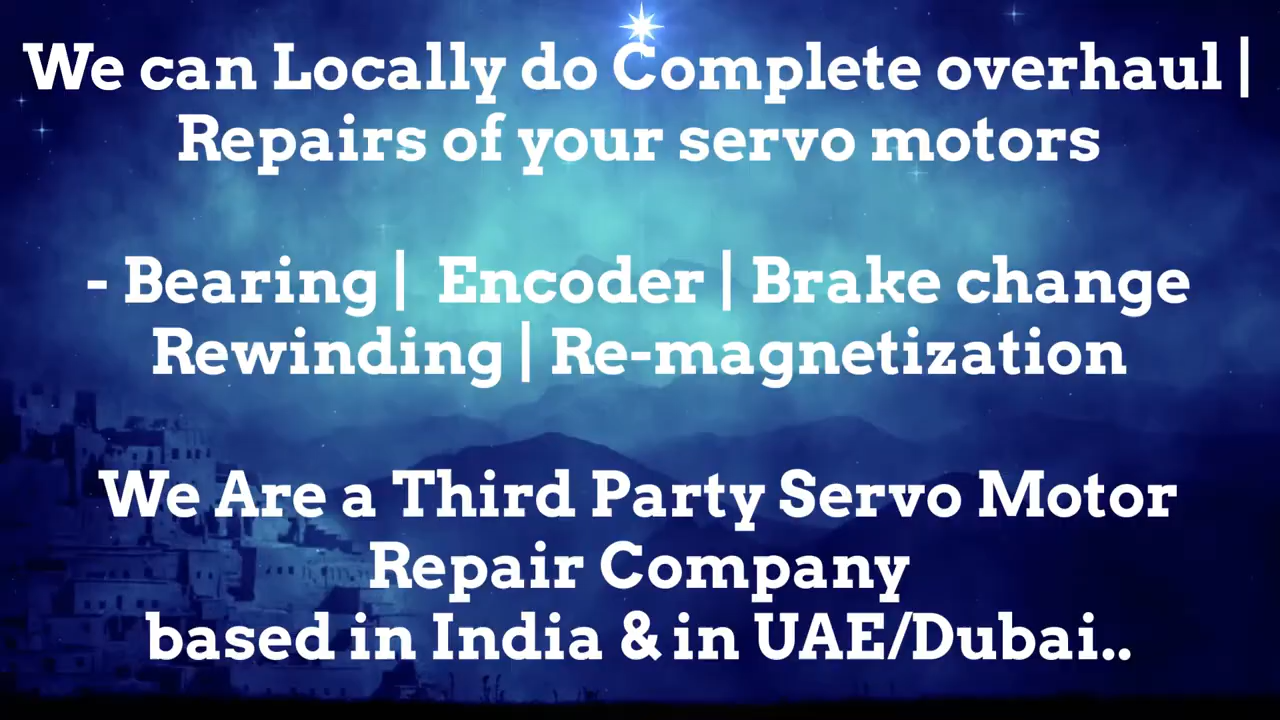 We can Locally do Complete overhaul |
Repairs of your servo motors
- Bearing | Encoder | Brake change
Rewinding | Re-magnetization
We Are a Third Party Servo Motor
Repair Company
based in India & in UAE/Dubai..